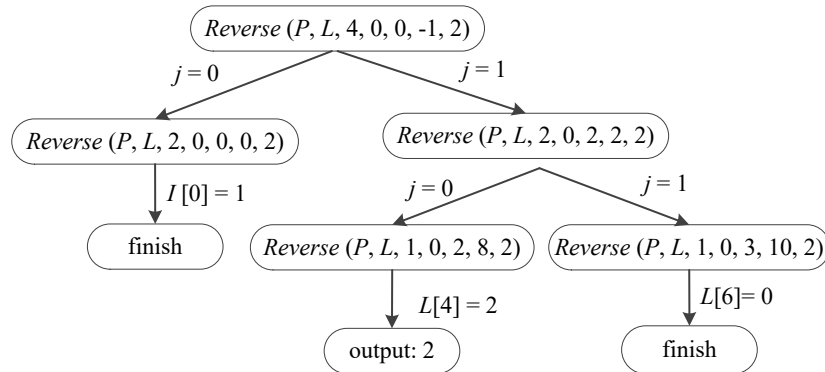 Reverse (P, L, 4, 0, 0, -1, 2)
j = 0
j = 1
Reverse (P, L, 2, 0, 0, 0, 2)
Reverse (P, L, 2, 0, 2, 2, 2)
I [0] = 1
j = 0
j = 1
finish
Reverse (P, L, 1, 0, 2, 8, 2)
Reverse (P, L, 1, 0, 3, 10, 2)
L[4] = 2
L[6]= 0
output: 2
finish